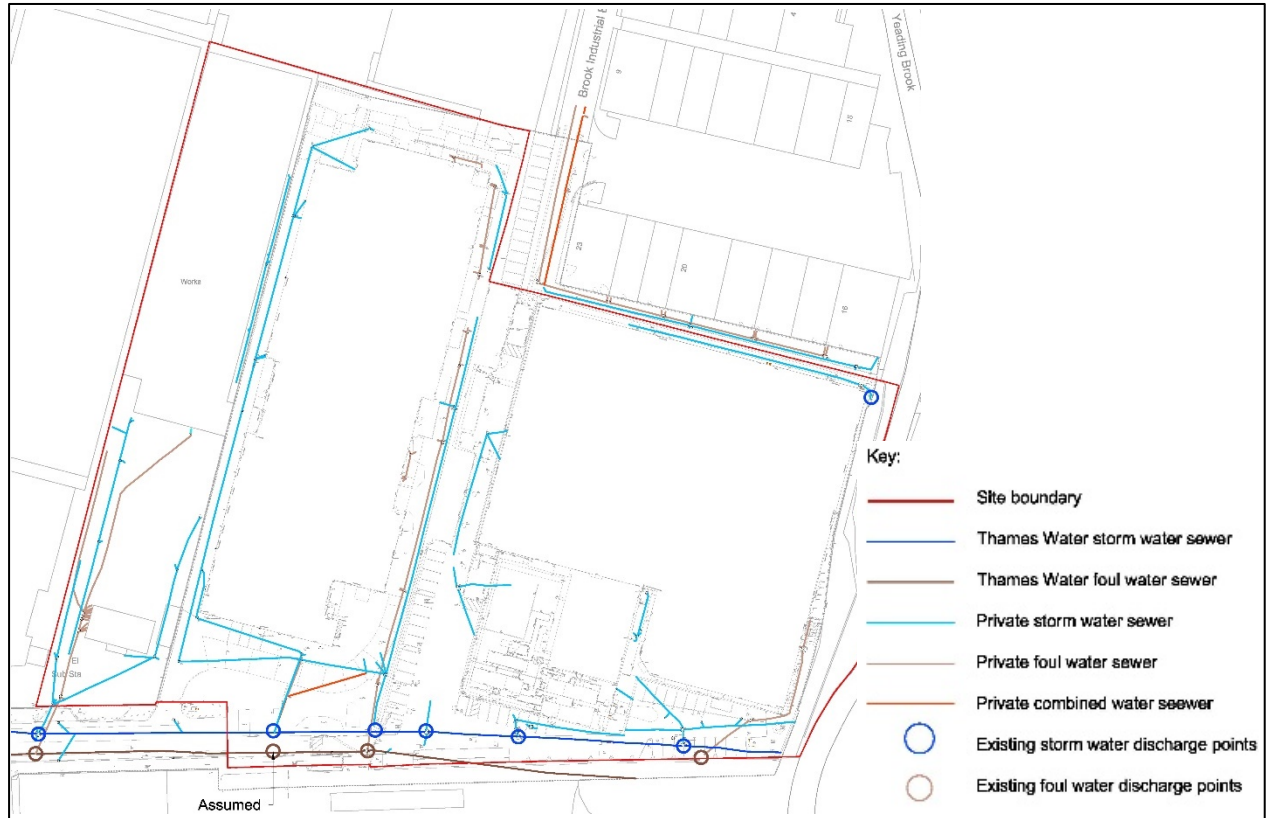 Brook Industrial E
Yeading Brook
4
9
15
23
20
16
Works
El
Sub Sta
Assumed
Key:
Site boundary
Thames Water storm water sewer
Thames Water foul water sewer
Private storm water sewer
Private foul water sewer
Private combined water seewer
Existing storm water discharge points
Existing foul water discharge points